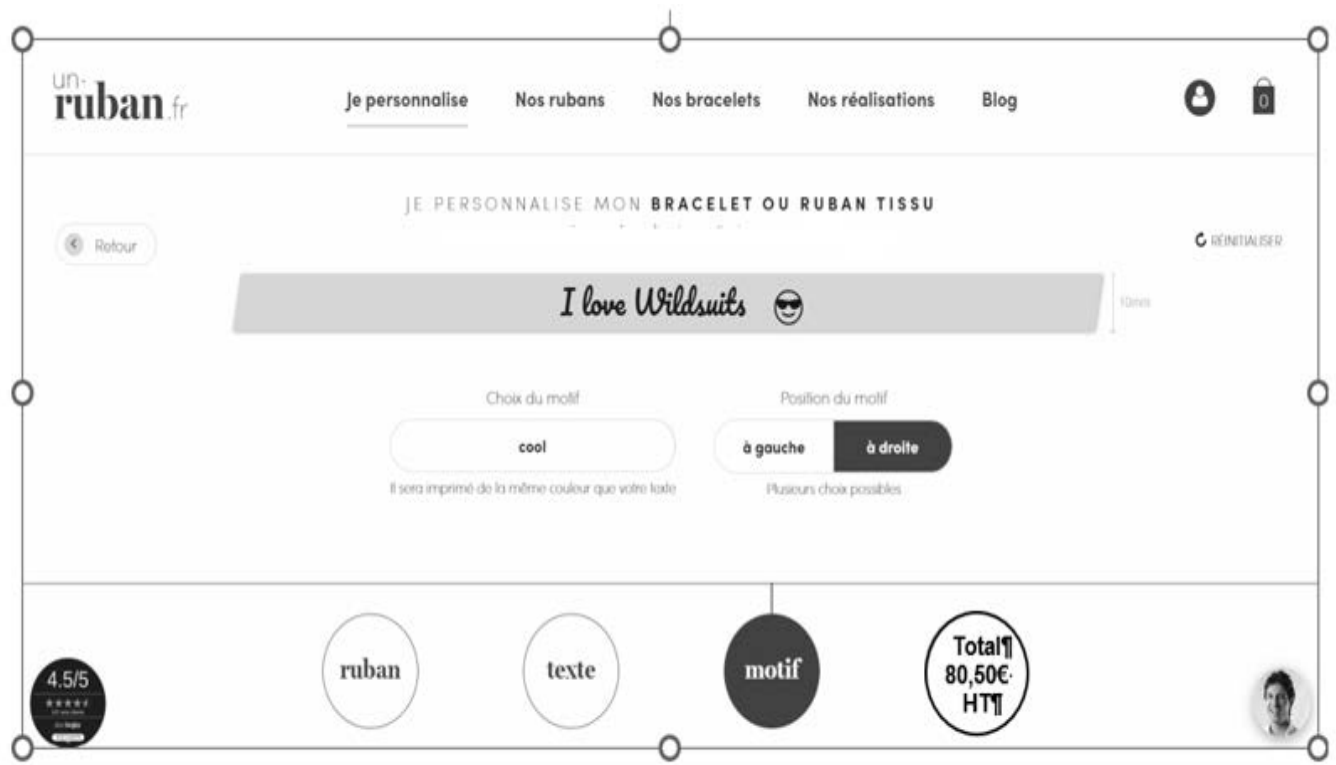 un-
ruban.fr
Je personnalise
Nos rubans
Nos bracelets
Nos réalisations
Blog
0
JE PERSONNALISE MON BRACELET OU RUBAN TISSU
Retour
RÉINITIALISER
I love Wildsuits
10mm
Choix du motif
Position du motif
cool
à gauche
à droite
Il sera imprimé de la même couleur que votre texte
Plusieurs choix possibles
ruban
texte
motif
Total¶
80,50€·
HT¶
4.5/5